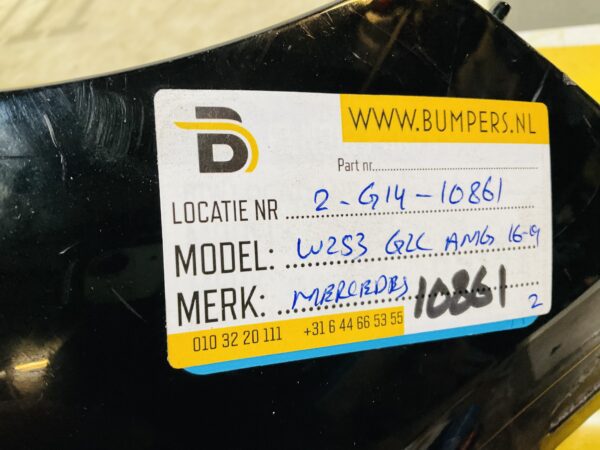 B
WWW.BUMPERS.NL
Part nr.
LOCATIE NR 2-G14-10861
MODEL: W253 GLC AMG 16-19
MERK: MERCEDES 10861
2
010 32 20 111 +31 6 44 66 53 55